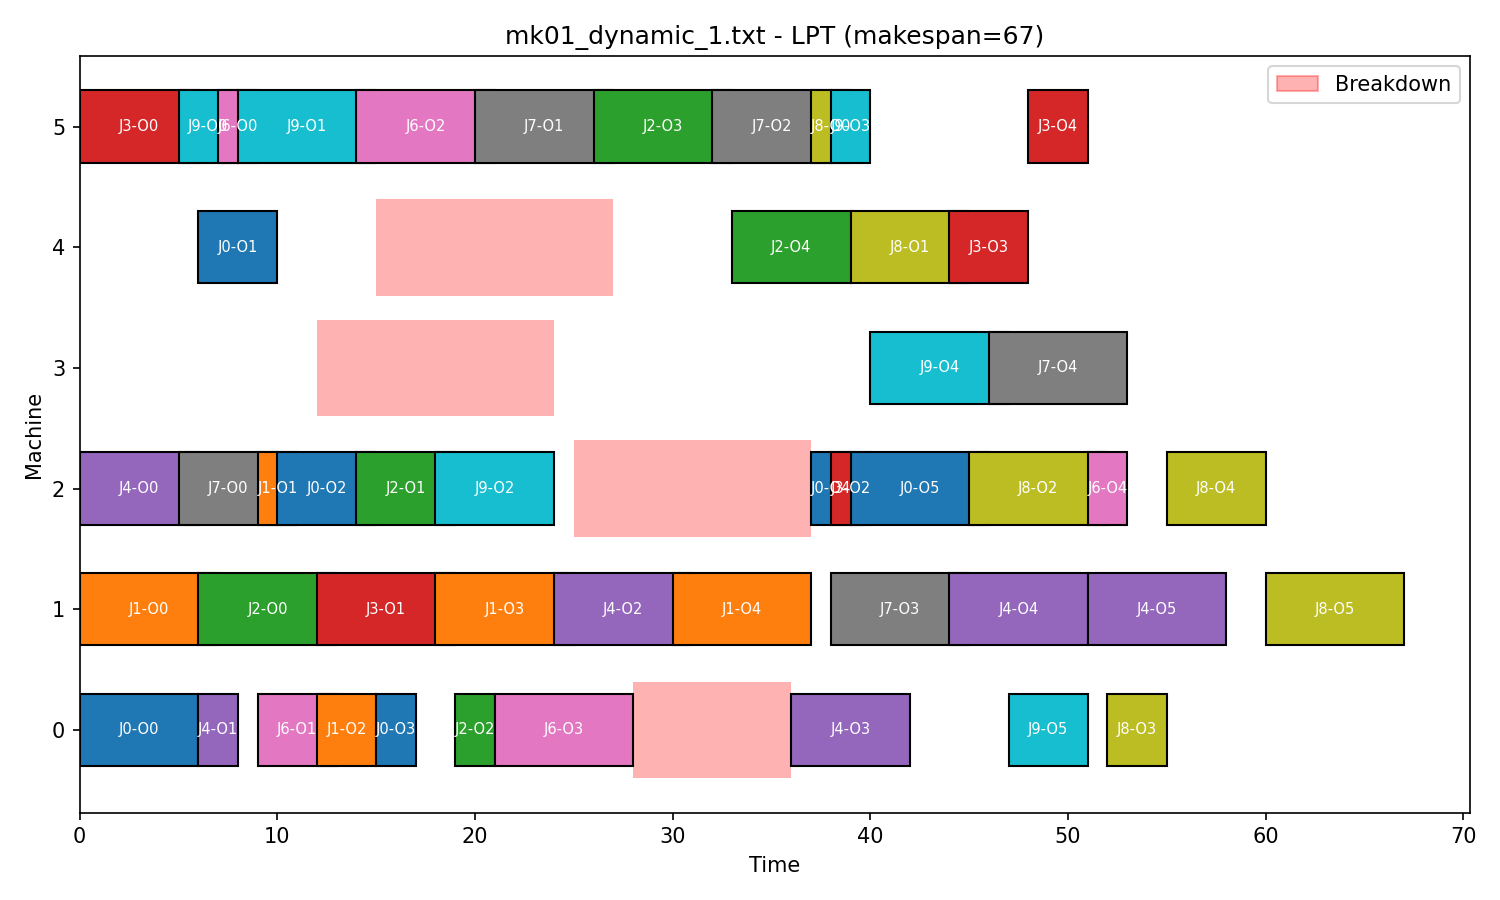 mk01_dynamic_1.txt - LPT (makespan=67)
Breakdown
5
J3-O0 J6-O0 J9-O1 J6-O2 J7-O1 J2-O3 J7-O2 J9-O3 J3-O4
4
J0-O1 J2-O4 J8-O1 J3-O3
3
J9-O4 J7-O4
Machine
2
J4-O0 J7-O0 J1-O1 J0-O2 J2-O1 J9-O2 J3-O2 J0-O5 J8-O2 J6-O4 J8-O4
1
J1-O0 J2-O0 J3-O1 J1-O3 J4-O2 J1-O4 J7-O3 J4-O4 J4-O5 J8-O5
0
J0-O0 J4-O1 J6-O1 J1-O2 J0-O3 J2-O2 J6-O3 J4-O3 J9-O5 J8-O3
0 10 20 30 40 50 60 70
Time